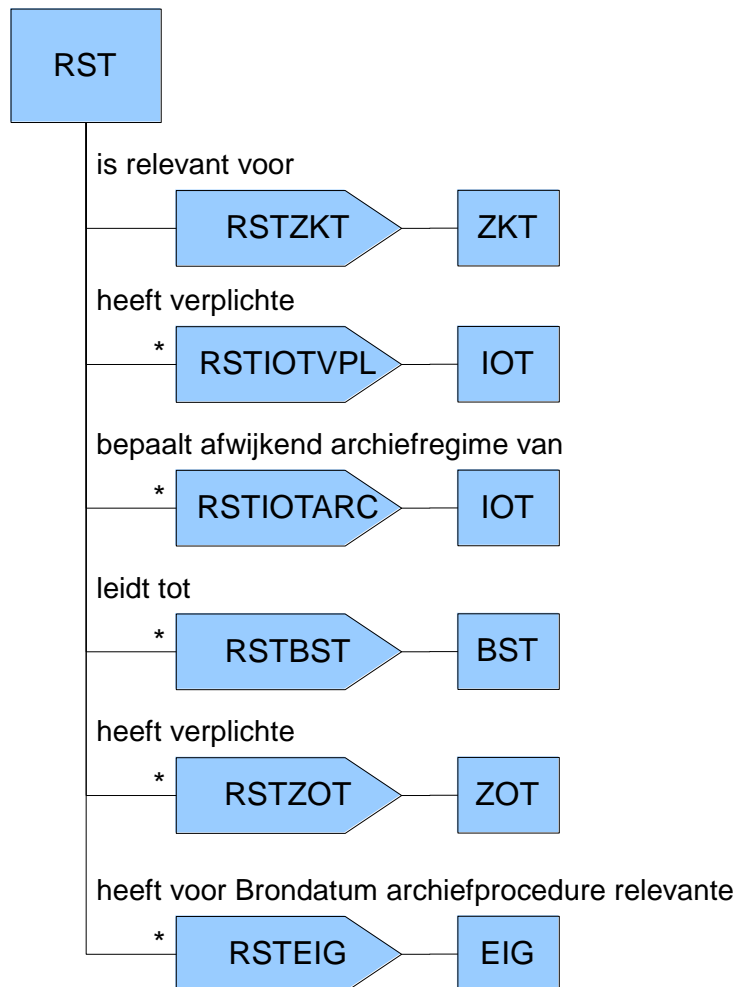 RST
is relevant voor
RSTZKT ZKT
heeft verplichte
* RSTIOTVPL IOT
bepaalt afwijkend archiefregime van
* RSTIOTARC IOT
leidt tot
* RSTBST BST
heeft verplichte
* RSTZOT ZOT
heeft voor Brondatum archiefprocedure relevante
* RSTEIG EIG